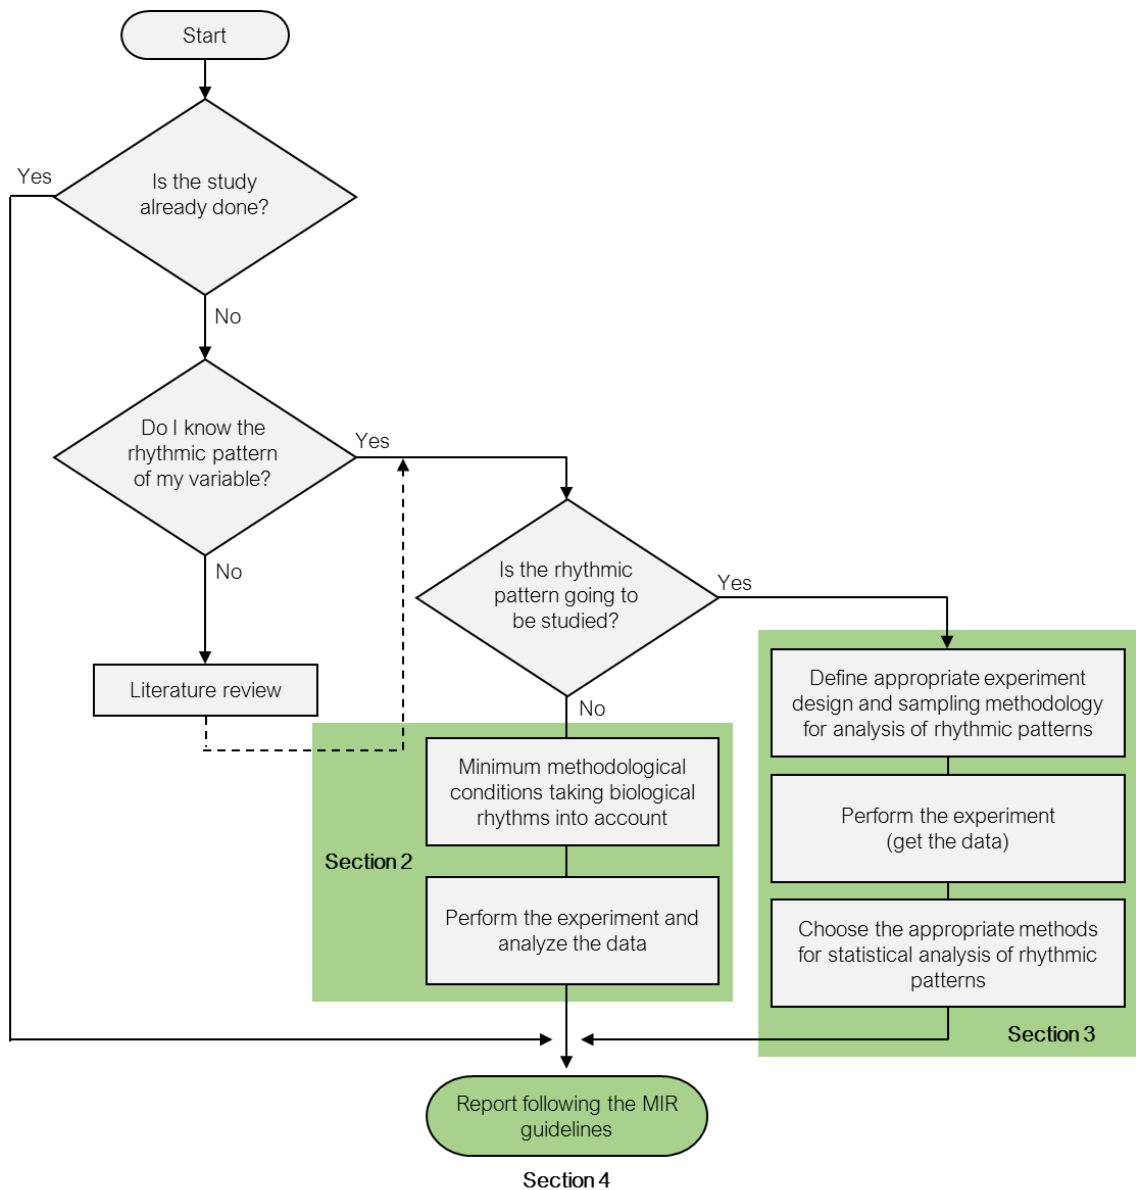 Start
Yes
Is the study
already done?
No
Do I know the
rhythmic pattern
of my variable?
Yes
No
Is the rhythmic
pattern going to
be studied?
Yes
Literature review
No
Define appropriate experiment
design and sampling methodology
for analysis of rhythmic patterns
Minimum methodological
conditions taking biological
rhythms into account
Perform the experiment
(get the data)
Section 2
Perform the experiment and
analyze the data
Choose the appropriate methods
for statistical analysis of rhythmic
patterns
Section 3
Report following the MIR
guidelines
Section 4